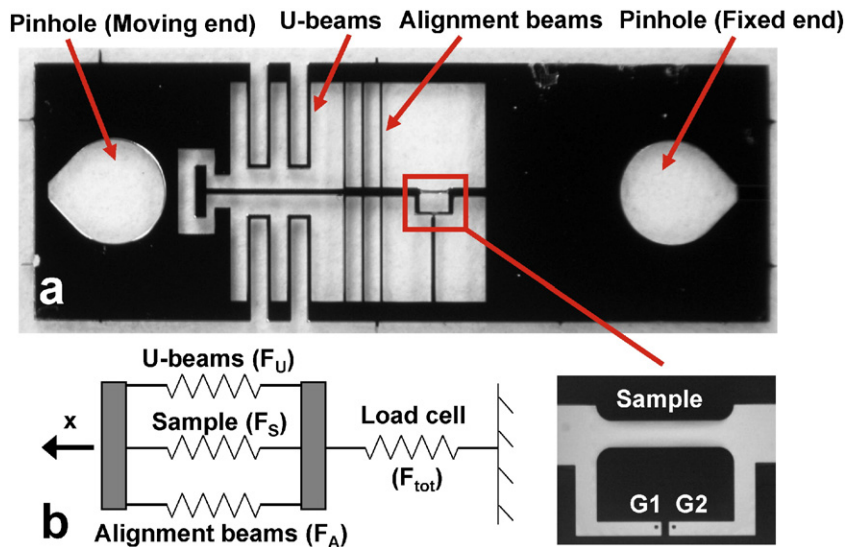 Pinhole (Moving end) U-beams Alignment beams Pinhole (Fixed end)
a
U-beams (FU)
x
Sample (FS)
Load cell
(Ftot)
Alignment beams (FA)
b
Sample
G1 G2